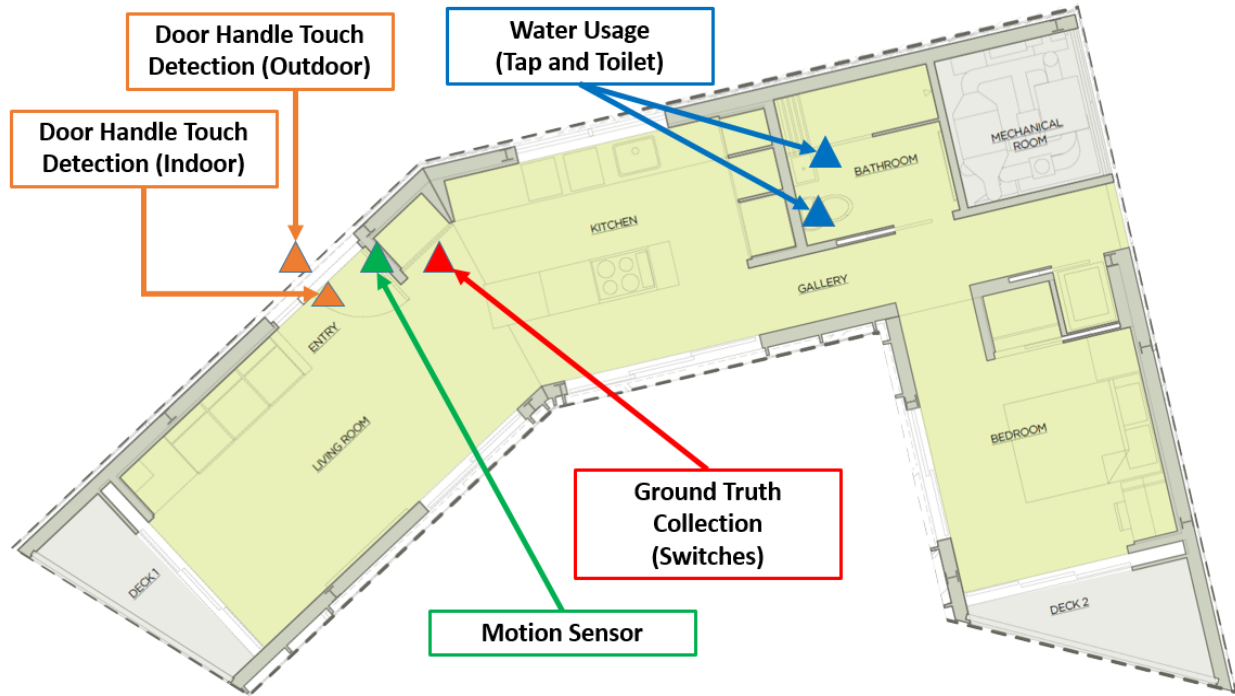 Door Handle Touch
Detection (Outdoor)
Water Usage
(Tap and Toilet)
Door Handle Touch
Detection (Indoor)
MECHANICAL
ROOM
BATHROOM
KITCHEN
GALLERY
ENTRY
LIVING ROOM
BEDROOM
Ground Truth
Collection
(Switches)
DECK 1
DECK 2
Motion Sensor